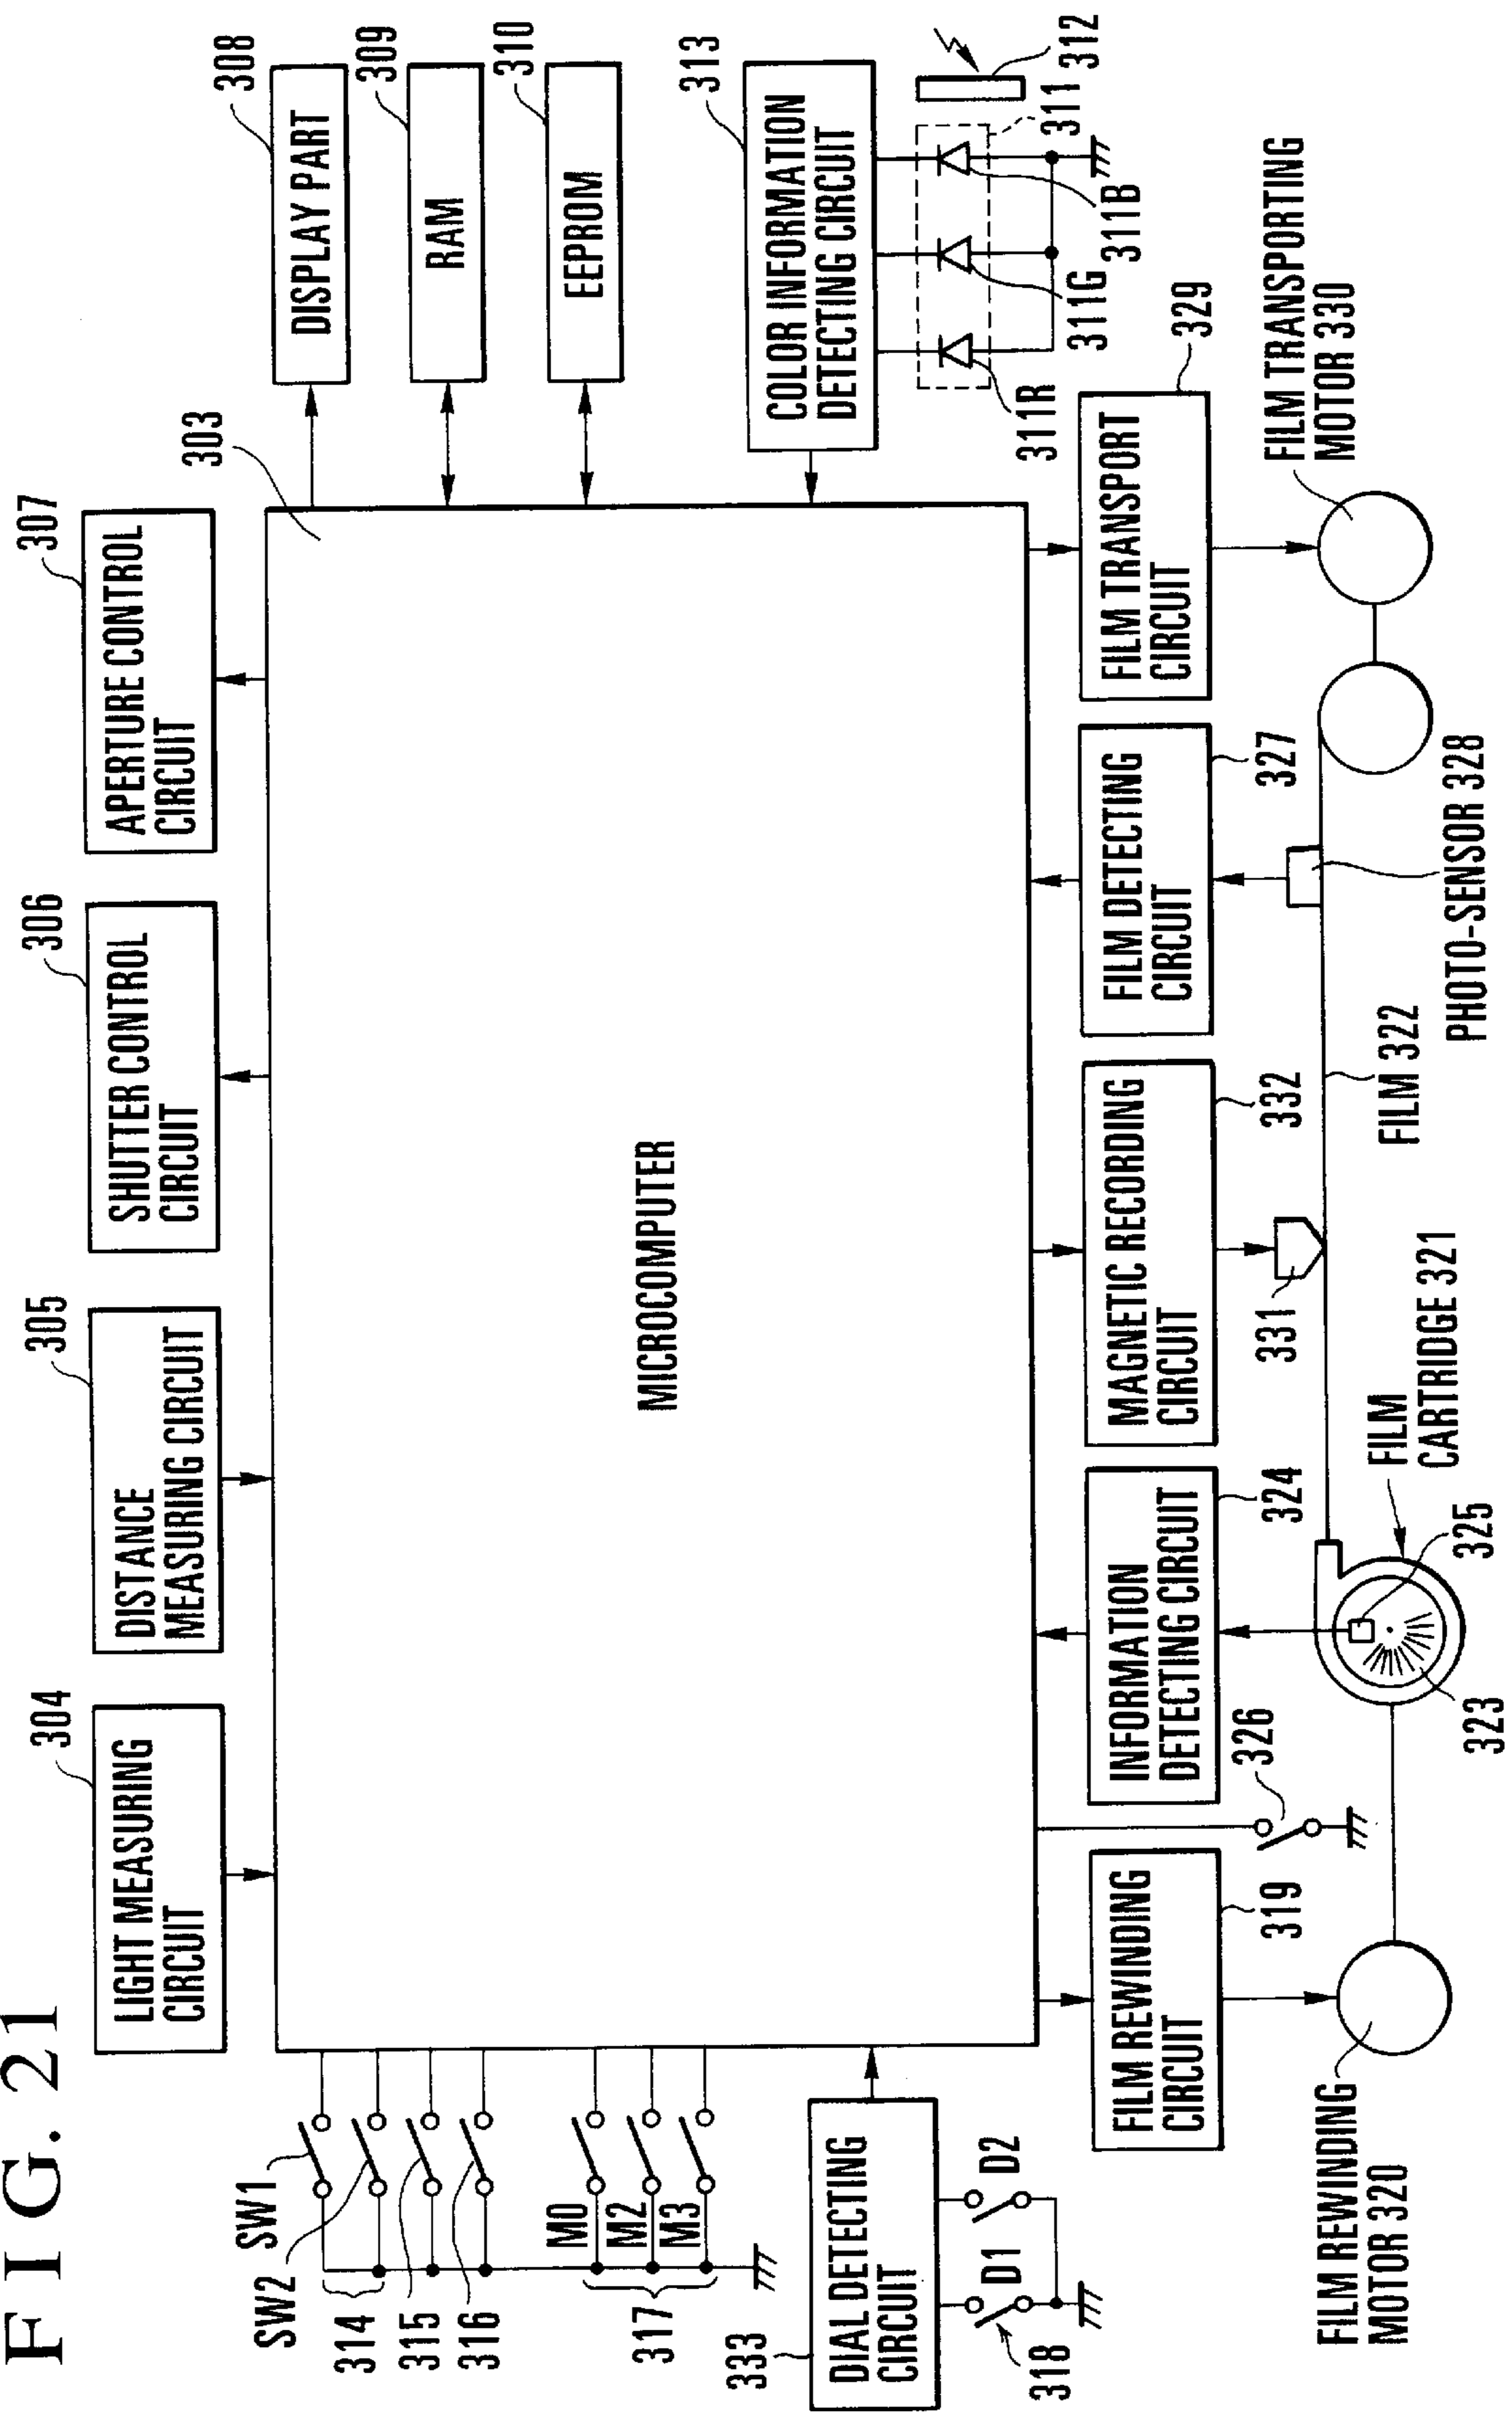 FIG. 21
304
LIGHT MEASURING
CIRCUIT
305
DISTANCE
MEASURING CIRCUIT
306
SHUTTER CONTROL
CIRCUIT
307
APERTURE CONTROL
CIRCUIT
303
MICROCOMPUTER
308
DISPLAY PART
309
RAM
310
EEPROM
313
COLOR INFORMATION
DETECTING CIRCUIT
312
311
311R
311G
311B
SW1
SW2
314
315
316
M0
M2
M3
317
333
DIAL DETECTING
CIRCUIT
D1
D2
318
FILM REWINDING
CIRCUIT
319
326
INFORMATION
DETECTING CIRCUIT
324
MAGNETIC RECORDING
CIRCUIT
332
FILM DETECTING
CIRCUIT
327
FILM TRANSPORT
CIRCUIT
329
FILM REWINDING
MOTOR 320
323
325
FILM
CARTRIDGE 321
331
FILM 322
PHOTO-SENSOR 328
FILM TRANSPORTING
MOTOR 330